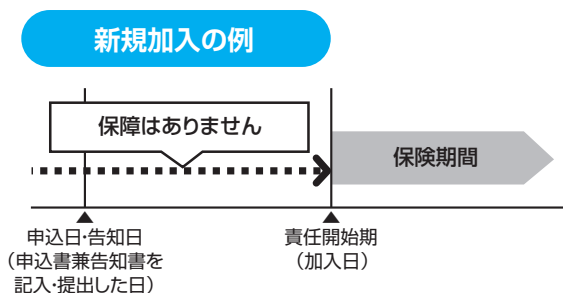 新規加入の例
保障はありません
保険期間
申込日・告知日
（申込書兼告知書を
記入・提出した日）
責任開始期
（加入日）